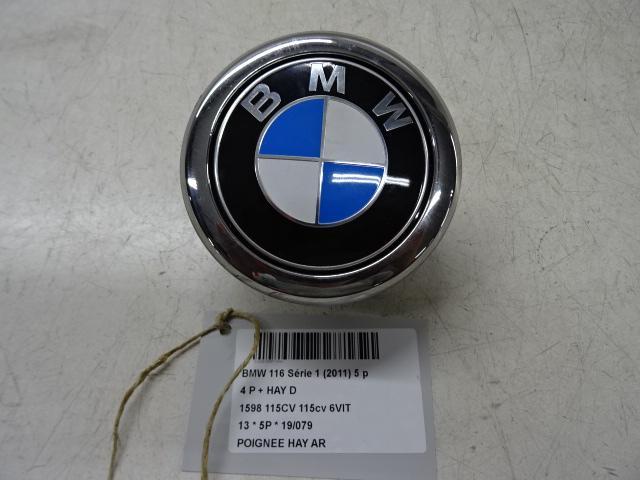 BMW
BMW 116 Série 1 (2011) 5 p
4 P + HAY D
1598 115CV 115cv 6VIT
13 * 5P * 19/079
POIGNEE HAY AR